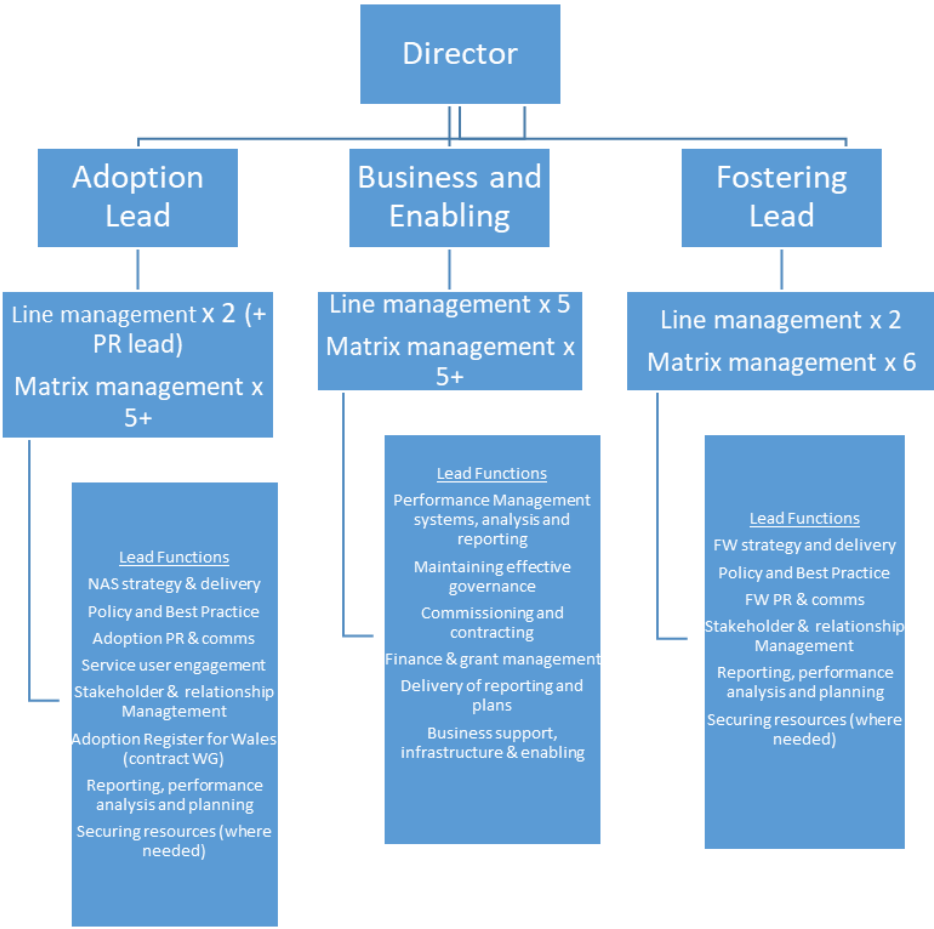 Director
Adoption
Lead
Business and
Enabling
Fostering
Lead
Line management x 2 (+
PR lead)
Matrix management x
5+
Line management x 5
Matrix management x
5+
Line management x 2
Matrix management x 6
Lead Functions
NAS strategy & delivery
Policy and Best Practice
Adoption PR & comms
Service user engagement
Stakeholder & relationship
Managtement
Adoption Register for Wales
(contract WG)
Reporting, performance
analysis and planning
Securing resources (where
needed)
Lead Functions
Performance Management
systems, analysis and
reporting
Maintaining effective
governance
Commissioning and
contracting
Finance & grant management
Delivery of reporting and
plans
Business support,
infrastructure & enabling
Lead Functions
FW strategy and delivery
Policy and Best Practice
FW PR & comms
Stakeholder & relationship
Management
Reporting, performance
analysis and planning
Securing resources (where
needed)